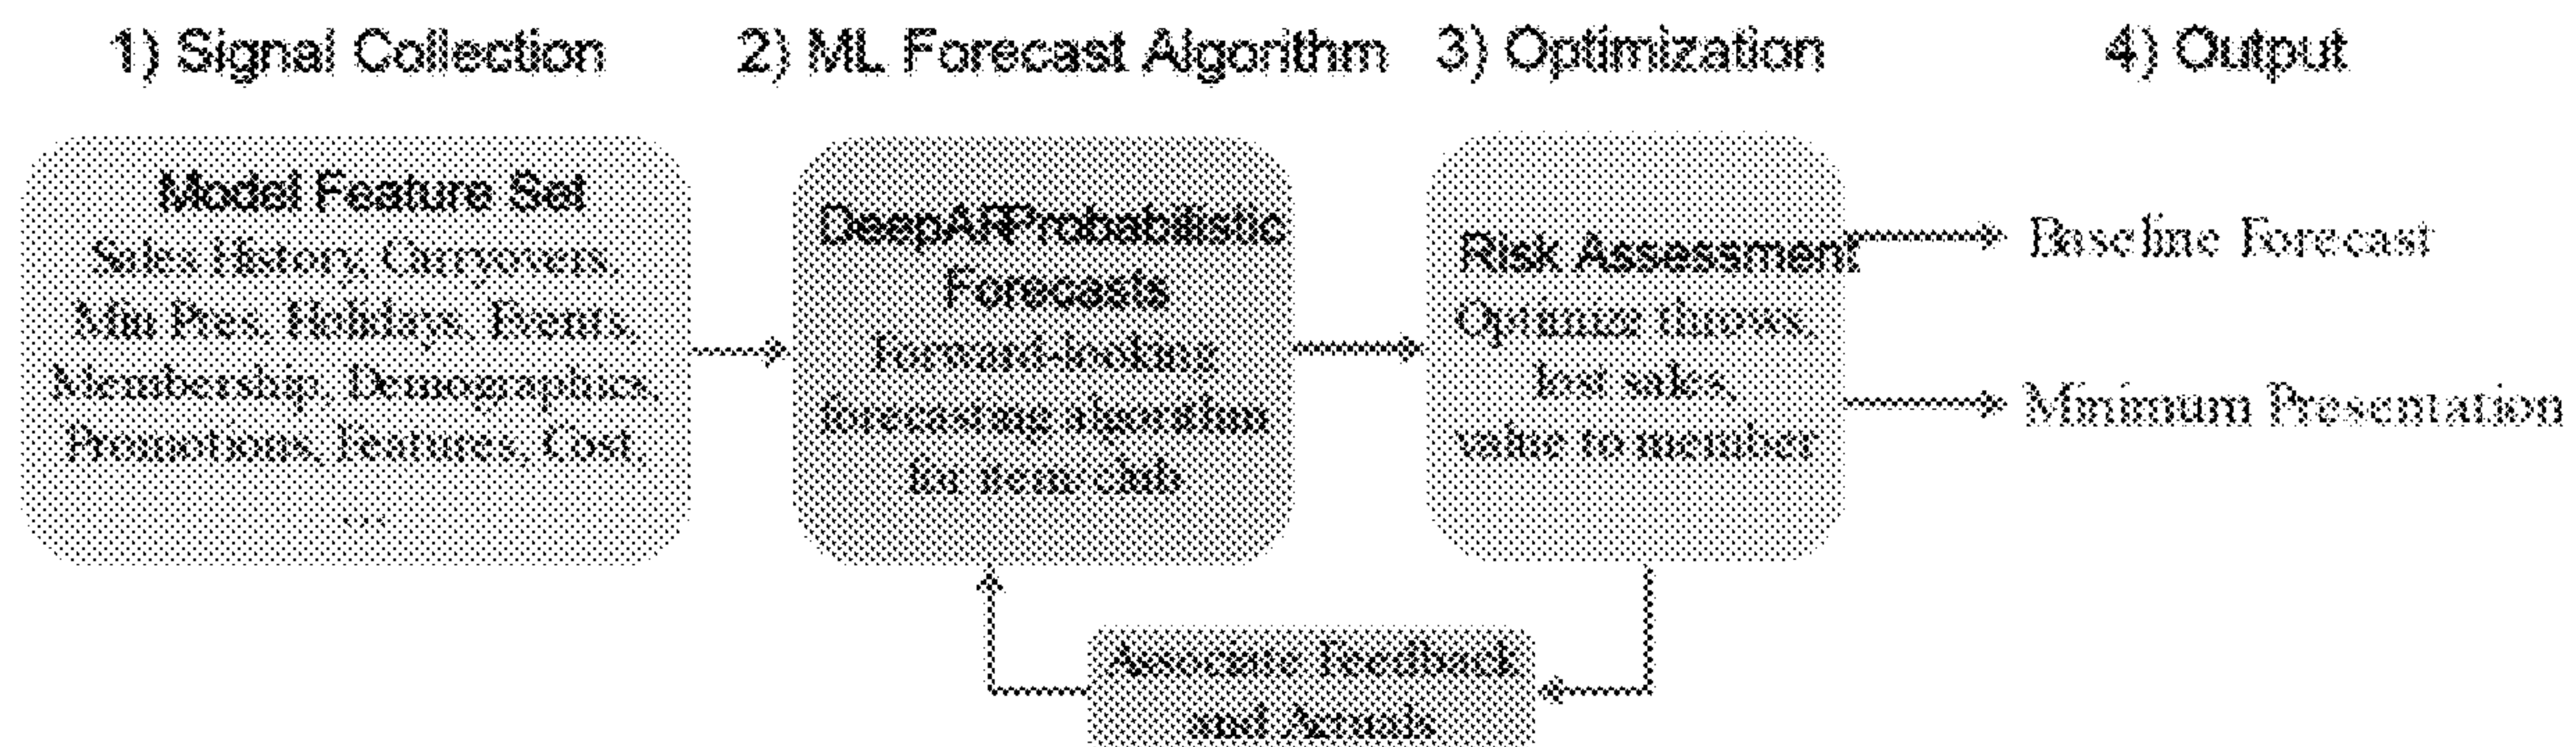 1) Signal Collection
2) ML Forecast Algorithm
3) Optimization
4) Output
Model Feature Set
Sales History, Carryovers,
Min Pres, Holidays, Events,
Membership, Demographics,
Promotions, Features, Cost,
...
DeepARProbabilistic
Forecasts
Forward-looking
forecasting algorithm
for item-club
Risk Assessment
Optimize throws,
lost sales,
value to member
Baseline Forecast
Minimum Presentation
Associate Feedback
and Actuals